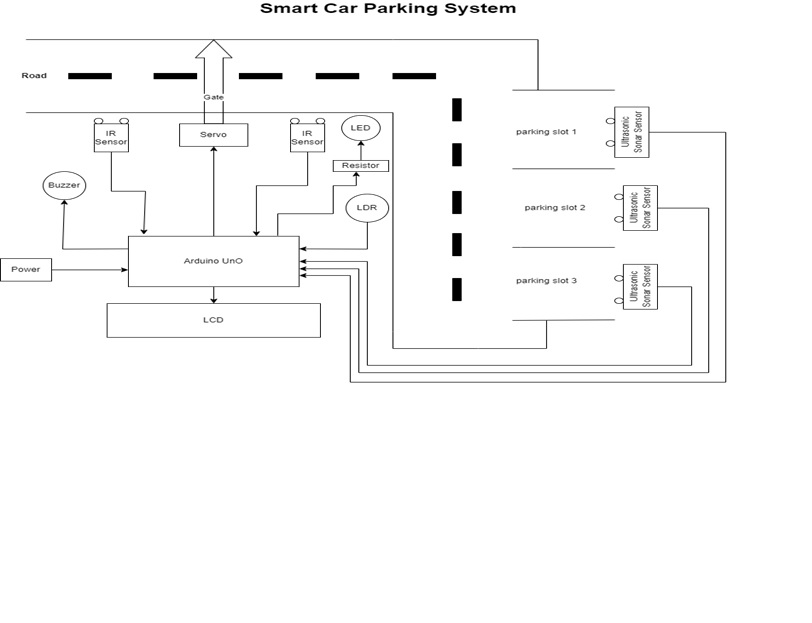 Smart Car Parking System
Road
Gate
IR
Sensor
Servo
IR
Sensor
LED
Resistor
Buzzer
LDR
Arduino UnO
Power
LCD
parking slot 1
Ultrasonic
Sonar Sensor
parking slot 2
Ultrasonic
Sonar Sensor
parking slot 3
Ultrasonic
Sonar Sensor